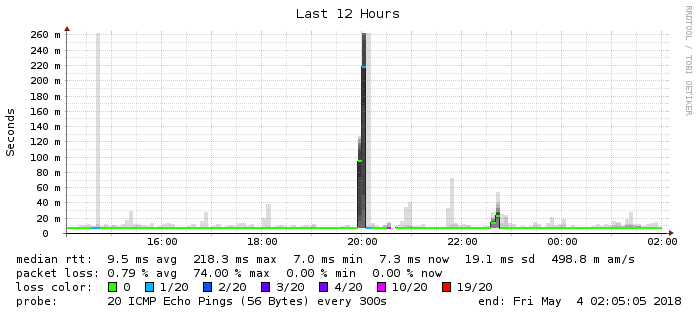 Last 12 Hours
RRDTOOL / TOBI OETIKER
Seconds
260 m
240 m
220 m
200 m
180 m
160 m
140 m
120 m
100 m
80 m
60 m
40 m
20 m
0
16:00 18:00 20:00 22:00 00:00 02:00
median rtt: 9.5 ms avg 218.3 ms max 7.0 ms min 7.3 ms now 19.1 ms sd 498.8 m am/s
packet loss: 0.79 % avg 74.00 % max 0.00 % min 0.00 % now
loss color: 0 1/20 2/20 3/20 4/20 10/20 19/20
probe: 20 ICMP Echo Pings (56 Bytes) every 300s end: Fri May 4 02:05:05 2018